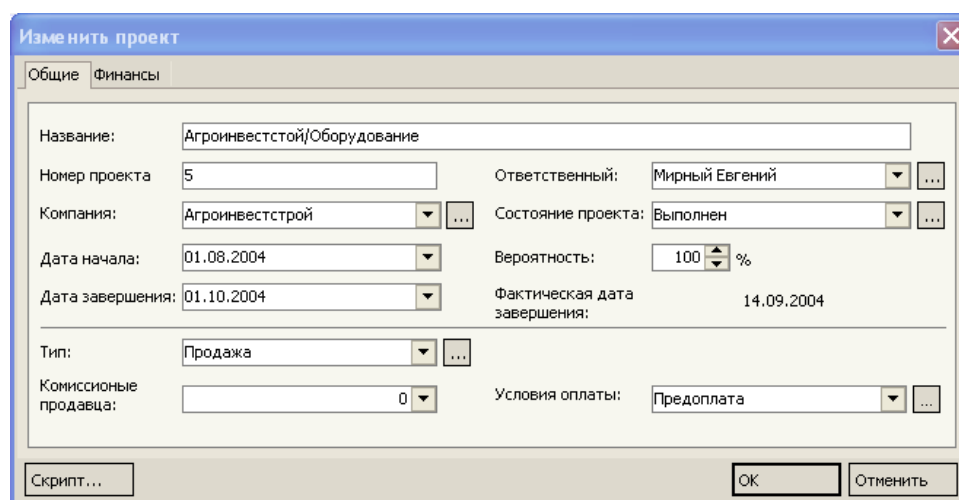 Изменить проект
Общие Финансы
Название: Агроинвестстой/Оборудование
Номер проекта 5 Ответственный: Мирный Евгений ...
Компания: Агроинвестстрой ... Состояние проекта: Выполнен ...
Дата начала: 01.08.2004 Вероятность: 100 %
Дата завершения: 01.10.2004 Фактическая дата завершения: 14.09.2004
Тип: Продажа ...
Комиссионые продавца: 0 Условия оплаты: Предоплата ...
Скрипт... OK Отменить